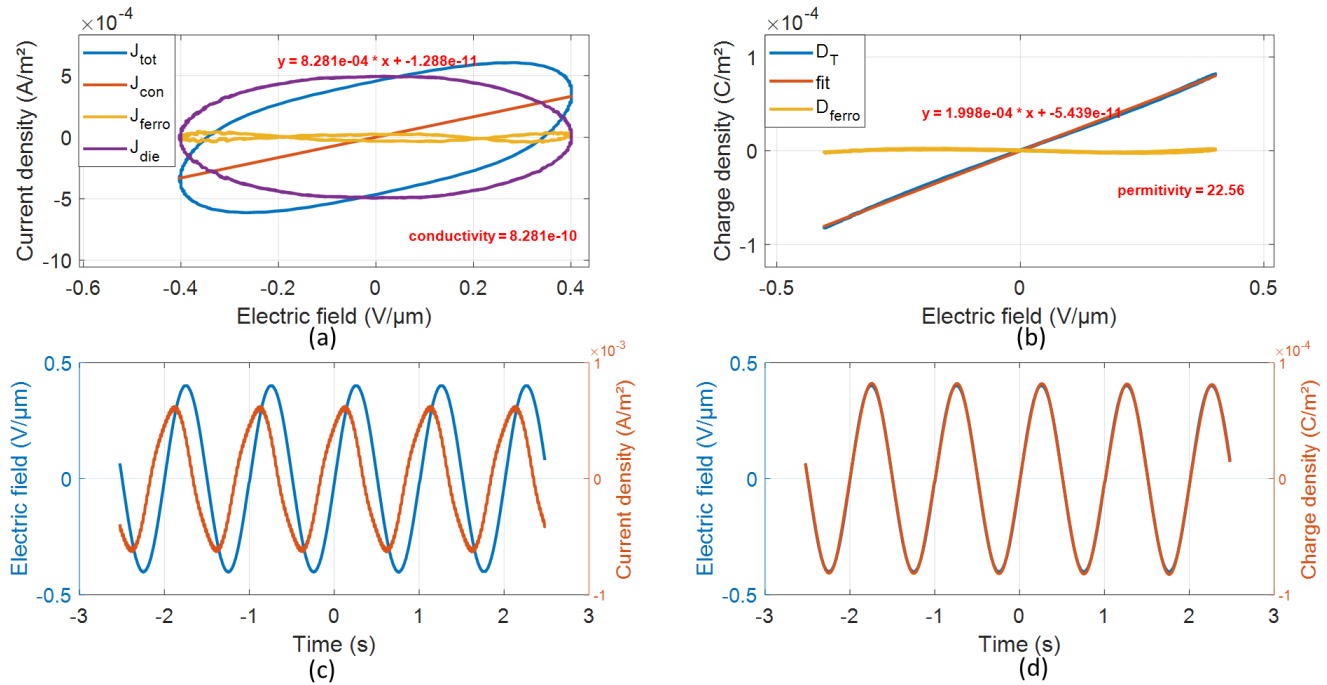 ×10⁻⁴
Current density (A/m²)
5
0
-5
-10
J_tot
J_con
J_ferro
J_die
y = 8.281e-04 * x + -1.288e-11
conductivity = 8.281e-10
-0.6
-0.4
-0.2
0
0.2
0.4
Electric field (V/μm)
(a)
×10⁻⁴
Charge density (C/m²)
1
0
-1
D_T
fit
D_ferro
y = 1.998e-04 * x + -5.439e-11
permitivity = 22.56
-0.5
0
0.5
Electric field (V/μm)
(b)
Electric field (V/μm)
0.5
0
-0.5
×10⁻³
1
0
-1
Current density (A/m²)
-3
-2
-1
0
1
2
3
Time (s)
(c)
Electric field (V/μm)
0.5
0
-0.5
×10⁻⁴
1
0
-1
Charge density (C/m²)
-3
-2
-1
0
1
2
3
Time (s)
(d)